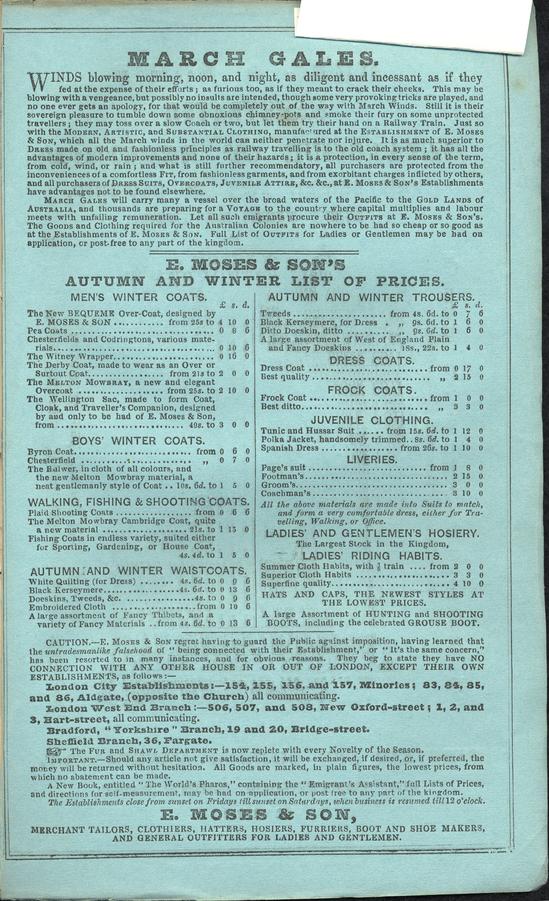 MARCH GALES.
WINDS blowing morning, noon, and night, as diligent and incessant as if they
fed at the expense of their efforts; as furious too, as if they meant to crack their cheeks. This may be
blowing with a vengeance, but possibly no insults are intended, though some very provoking tricks are played, and
no one ever gets an apology, for that would be completely out of the way with March Winds. Still it is their
sovereign pleasure to tumble down some obnoxious chimney-pots and smoke their fury on some unprotected
travellers; they may toss over a slow Coach or two, but let them try their hand on a Railway Train. Just so
with the MODERN, ARTISTIC, and SUBSTANTIAL CLOTHING, manufactured at the ESTABLISHMENT of E. MOSES
& SON, which all the March winds in the world can neither penetrate nor injure. It is as much superior to
DRESS made on old and fashionless principles as railway travelling is to the old coach system; it has all the
advantages of modern improvements and none of their hazards; it is a protection, in every sense of the term,
from cold, wind, or rain; and what is still further recommendatory, all purchasers are protected from the
inconveniences of a comfortless FIT, from fashionless garments, and from exorbitant charges inflicted by others,
and all purchasers of DRESS SUITS, OVERCOATS, JUVENILE ATTIRE, &c. &c., at E. MOSES & SON'S Establishments
have advantages not to be found elsewhere.
MARCH GALES will carry many a vessel over the broad waters of the Pacific to the GOLD LANDS of
AUSTRALIA, and thousands are preparing for a VOYAGE to the country where capital multiplies and labour
meets with unfailing remuneration. Let all such emigrants procure their OUTFITS at E. MOSES & SON'S.
The GOODS and CLOTHING required for the Australian Colonies are nowhere to be had so cheap or so good as
at the Establishments of E. MOSES & SON. Full List of OUTFITS for Ladies or Gentlemen may be had on
application, or post-free to any part of the kingdom.
E. MOSES & SON'S
AUTUMN AND WINTER LIST OF PRICES.
MEN'S WINTER COATS.
£ s. d.
The New BEQUEME Over-Coat, designed by
E. MOSES & SON from 25s to 4 10 0
Pea Coats 0 8 6
Chesterfields and Codringtons, various mate-
rials 0 10 6
The Witney Wrapper 0 16 0
The Derby Coat, made to wear as an Over or
Surtout Coat from 21s to 2 0 0
The MELTON MOWBRAY, a new and elegant
Overcoat from 25s. to 2 10 0
The Wellington Sac, made to form Coat,
Cloak, and Traveller's Companion, designed
by and only to be had of E. Moses & Son,
from 42s. to 3 0 0
BOYS' WINTER COATS.
Byron Coat from 0 6 0
Chesterfield „ 0 7 0
The Bulwer, in cloth of all colours, and
the new Melton Mowbray material, a
neat gentlemanly style of Coat . 10s. 6d. to 1 5 0
WALKING, FISHING & SHOOTING COATS.
Plaid Shooting Coats from 0 6 6
The Melton Mowbray Cambridge Coat, quite
a new material 21s. to 1 15 0
Fishing Coats in endless variety, suited either
for Sporting, Gardening, or House Coat,
4s. 4d. to 1 5 0
AUTUMN AND WINTER WAISTCOATS.
White Quilting (for Dress) 4s. 6d. to 0 9 6
Black Kerseymere 4s. 6d. to 0 13 6
Doeskins, Tweeds, &c. 4s. to 0 9 6
Embroidered Cloth from 0 10 6
A large assortment of Fancy Thibets, and a
variety of Fancy Materials .. from 4s. 6d. to 0 13 6
AUTUMN AND WINTER TROUSERS.
£ s. d.
Tweeds from 4s. 6d. to 0 7 6
Black Kerseymere, for Dress . „ 9s. 6d. to 1 6 0
Ditto Doeskin, ditto „ 9s. 6d. to 1 6 0
A large assortment of West of England Plain
and Fancy Doeskins 18s., 22s. to 1 4 0
DRESS COATS.
Dress Coat from 0 17 0
Best quality „ 2 15 0
FROCK COATS.
Frock Coat from 1 0 0
Best ditto „ 3 3 0
JUVENILE CLOTHING.
Tunic and Hussar Suit from 15s. 6d. to 1 12 0
Polka Jacket, handsomely trimmed.. 8s. 6d. to 1 4 0
Spanish Dress from 26s. to 1 10 0
LIVERIES.
Page's suit from 1 8 0
Footman's 2 15 0
Groom's 3 3 0
Coachman's 3 10 0
All the above materials are made into Suits to match,
and form a very comfortable dress, either for Tra-
velling, Walking, or Office.
LADIES' AND GENTLEMEN'S HOSIERY.
The Largest Stock in the Kingdom,
LADIES' RIDING HABITS.
Summer Cloth Habits, with ¾ train from 2 0 0
Superior Cloth Habits 3 3 0
Superfine quality 4 10 0
HATS AND CAPS, THE NEWEST STYLES AT
THE LOWEST PRICES.
A large Assortment of HUNTING and SHOOTING
BOOTS, including the celebrated GROUSE BOOT.
CAUTION.—E. MOSES & SON regret having to guard the Public against imposition, having learned that
the untradesmanlike falsehood of "being connected with their Establishment," or "It's the same concern,"
has been resorted to in many instances, and for obvious reasons. They beg to state they have NO
CONNECTION WITH ANY OTHER HOUSE IN OR OUT OF LONDON, EXCEPT THEIR OWN
ESTABLISHMENTS, as follows:—
London City Establishments:—154, 155, 156, and 157, Minories; 83, 84, 85,
and 86, Aldgate, (opposite the Church) all communicating.
London West End Branch:—506, 507, and 508, New Oxford-street; 1, 2, and
3, Hart-street, all communicating.
Bradford, "Yorkshire" Branch, 19 and 20, Bridge-street.
Sheffield Branch, 36, Fargate.
☞ The FUR and SHAWL DEPARTMENT is now replete with every Novelty of the Season.
IMPORTANT.—Should any article not give satisfaction, it will be exchanged, if desired, or, if preferred, the
money will be returned without hesitation. All Goods are Marked, in plain figures, the lowest prices, from
which no abatement can be made.
A New Book, entitled "The World's Pharos," containing the "Emigrant's Assistant," full Lists of Prices,
and directions for self-measurement, may be had on application, or post free to any part of the kingdom.
The Establishments close from sunset on Fridays till sunset on Saturdays, when business is resumed till 12 o'clock.
E. MOSES & SON,
MERCHANT TAILORS, CLOTHIERS, HATTERS, HOSIERS, FURRIERS, BOOT AND SHOE MAKERS,
AND GENERAL OUTFITTERS FOR LADIES AND GENTLEMEN.